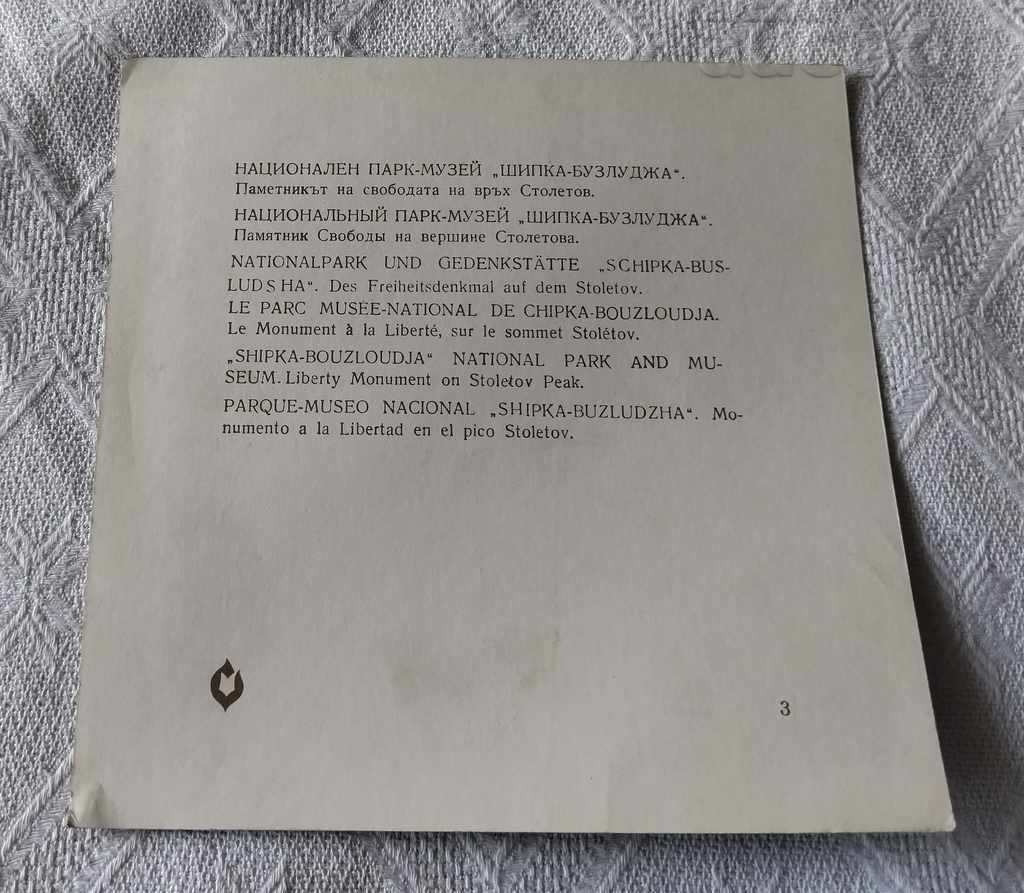 НАЦИОНАЛЕН ПАРК-МУЗЕЙ „ШИПКА-БУЗЛУДЖА“.
Паметникът на свободата на връх Столетов.
НАЦИОНАЛЬНЫЙ ПАРК-МУЗЕЙ „ШИПКА-БУЗЛУДЖА“.
Памятник Свободы на вершине Столетова.
NATIONALPARK UND GEDENKSTÄTTE „SCHIPKA-BUS-
LUDSHA“. Des Freiheitsdenkmal auf dem Stoletov.
LE PARC MUSÉE-NATIONAL DE CHIPKA-BOUZLOUDJA.
Le Monument à la Liberté, sur le sommet Stolétov.
„SHIPKA-BOUZLOUDJA“ NATIONAL PARK AND MU-
SEUM. Liberty Monument on Stoletov Peak.
PARQUE-MUSEO NACIONAL „SHIPKA-BUZLUDZHA“. Mo-
numento a la Libertad en el pico Stoletov.
3